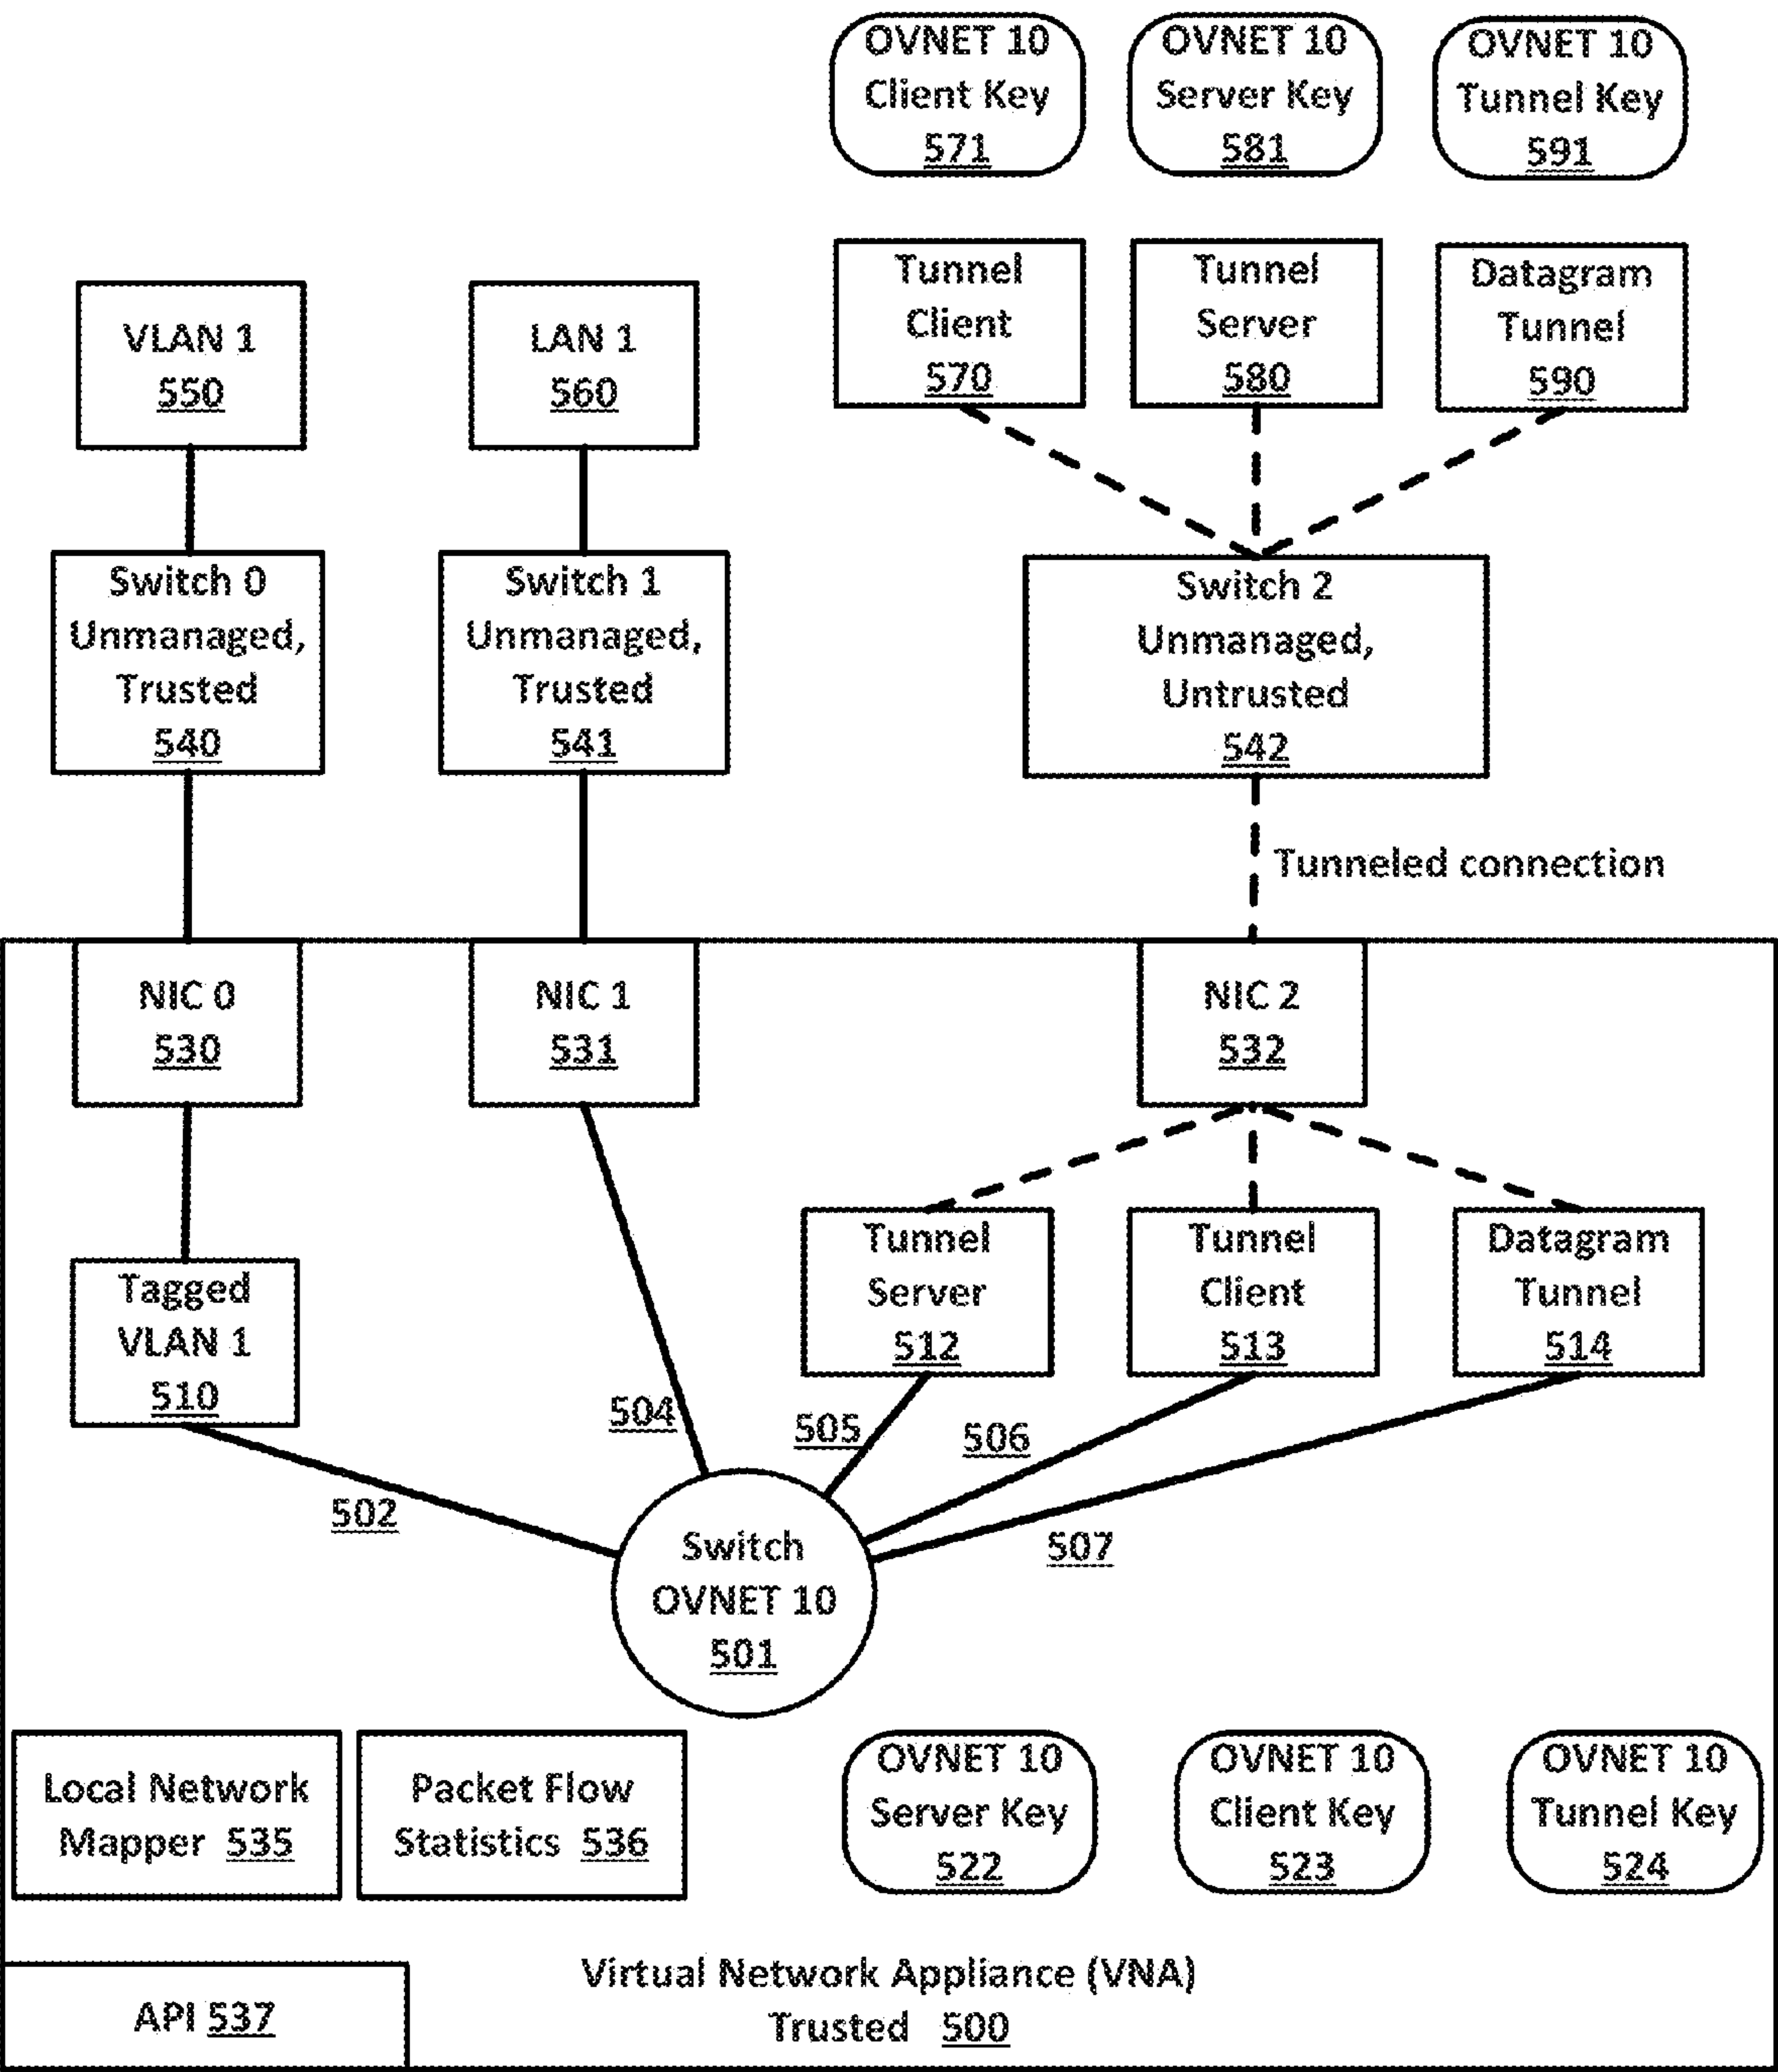 OVNET 10
Client Key
571
OVNET 10
Server Key
581
OVNET 10
Tunnel Key
591
VLAN 1
550
LAN 1
560
Tunnel
Client
570
Tunnel
Server
580
Datagram
Tunnel
590
Switch 0
Unmanaged,
Trusted
540
Switch 1
Unmanaged,
Trusted
541
Switch 2
Unmanaged,
Untrusted
542
Tunneled connection
NIC 0
530
NIC 1
531
NIC 2
532
Tagged
VLAN 1
510
Tunnel
Server
512
Tunnel
Client
513
Datagram
Tunnel
514
502
504
505
506
507
Switch
OVNET 10
501
Local Network
Mapper 535
Packet Flow
Statistics 536
OVNET 10
Server Key
522
OVNET 10
Client Key
523
OVNET 10
Tunnel Key
524
API 537
Virtual Network Appliance (VNA)
Trusted 500